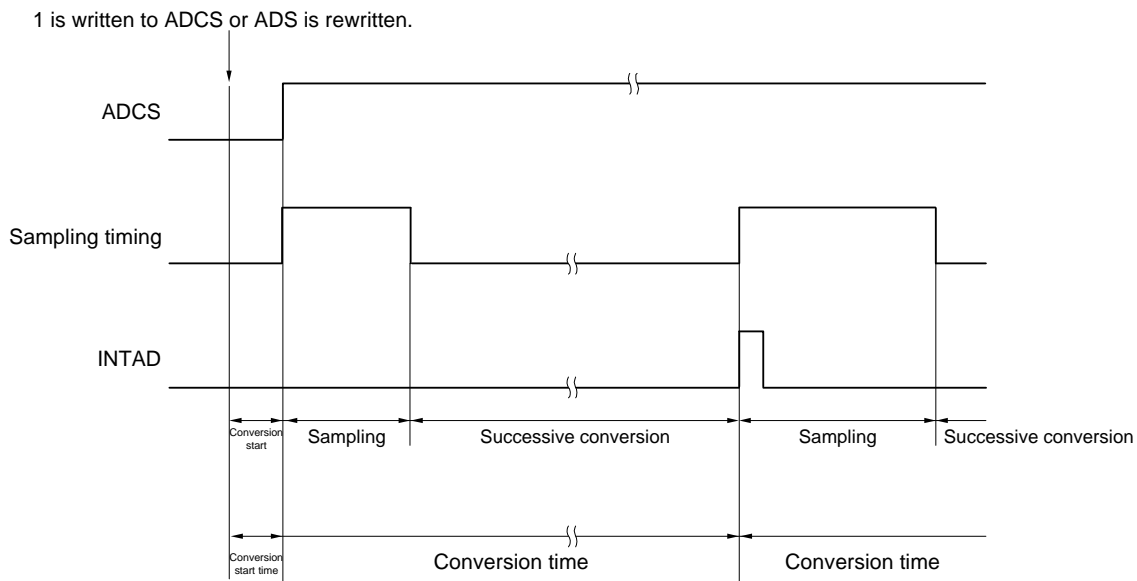 1 is written to ADCS or ADS is rewritten.
ADCS
Sampling timing
INTAD
Conversion
start
Sampling
Successive conversion
Sampling
Successive conversion
Conversion
start time
Conversion time
Conversion time